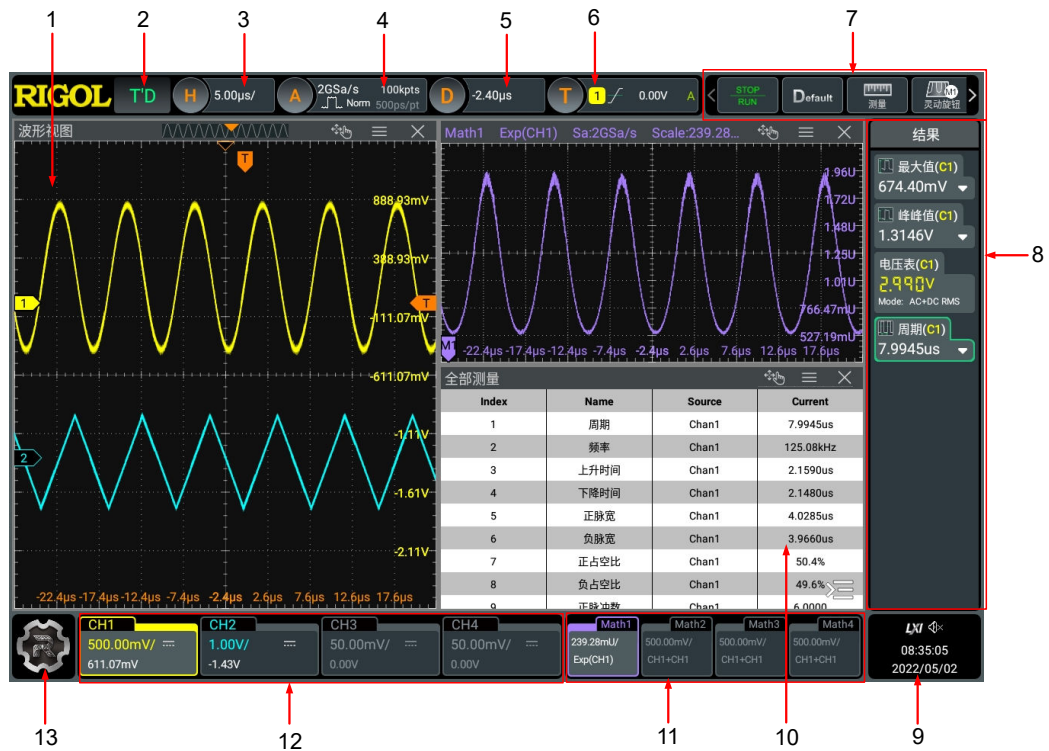 1 2 3 4 5 6 7
RIGOL T'D H 5.00μs/ A 2GSa/s 100kpts Norm 500ps/pt D -2.40μs T 1 0.00V A STOP RUN Default 测量 灵动旋钮
波形视图
T
888.93mV
388.93mV
1 T
-111.07mV
-611.07mV
-1.11V
2
-1.61V
-2.11V
-22.4μs -17.4μs -12.4μs -7.4μs -2.4μs 2.6μs 7.6μs 12.6μs 17.6μs
Math1 Exp(CH1) Sa:2GSa/s Scale:239.28...
1.96U
1.72U
1.48U
1.25U
1.01U
766.47mU
527.19mU
M1
-22.4μs -17.4μs -12.4μs -7.4μs -2.4μs 2.6μs 7.6μs 12.6μs 17.6μs
全部测量
Index Name Source Current
1 周期 Chan1 7.9945us
2 频率 Chan1 125.08kHz
3 上升时间 Chan1 2.1590us
4 下降时间 Chan1 2.1480us
5 正脉宽 Chan1 4.0285us
6 负脉宽 Chan1 3.9660us
7 正占空比 Chan1 50.4%
8 负占空比 Chan1 49.6%
9 正脉冲数 Chan1 6.0000
结果
最大值(C1)
674.40mV
峰峰值(C1)
1.3146V
电压表(C1)
2.990V
Mode: AC+DC RMS
周期(C1)
7.9945us
8
CH1
500.00mV/
611.07mV
CH2
1.00V/
-1.43V
CH3
50.00mV/
0.00V
CH4
50.00mV/
0.00V
Math1
239.28mU/
Exp(CH1)
Math2
500.00mV/
CH1+CH1
Math3
500.00mV/
CH1+CH1
Math4
500.00mV/
CH1+CH1
LXI
08:35:05
2022/05/02
13 12 11 10 9